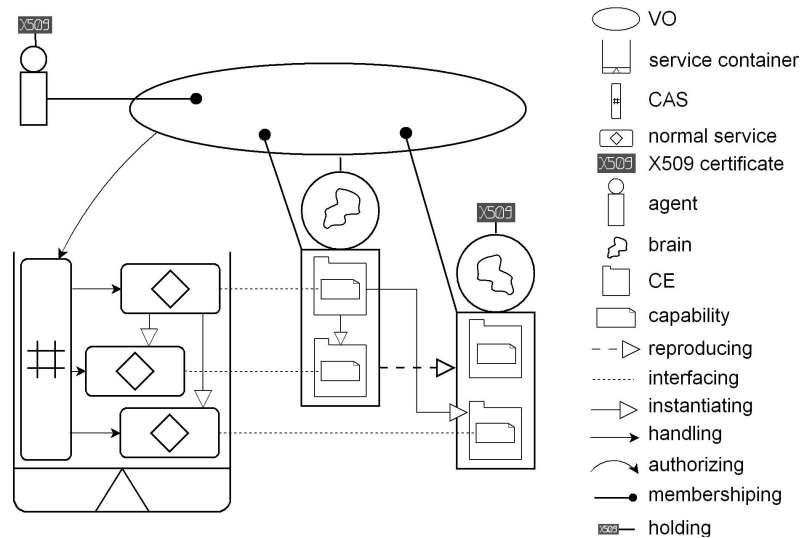 X509
VO
service container
CAS
normal service
X509 X509 certificate
agent
X509
brain
CE
capability
reproducing
interfacing
instantiating
handling
authorizing
membershiping
X509 holding